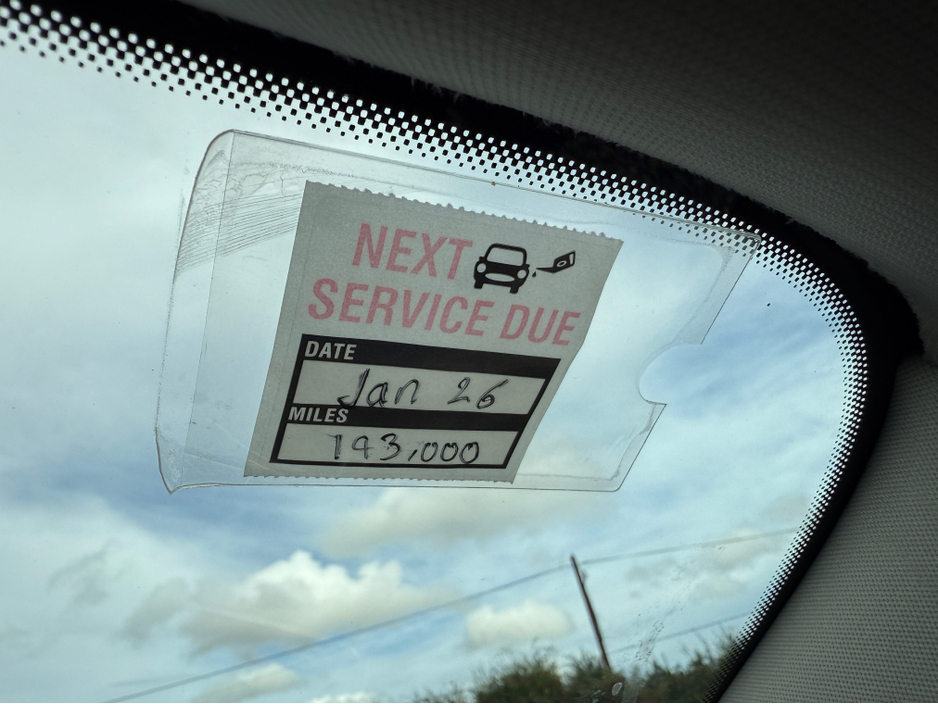 NEXT
SERVICE DUE
DATE
Jan 26
MILES
193,000